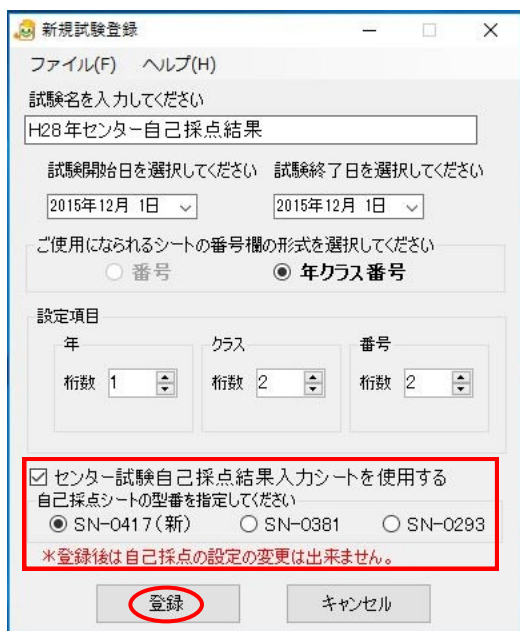 新規試験登録
ファイル(F) ヘルプ(H)
試験名を入力してください
H28年センター自己採点結果
試験開始日を選択してください 試験終了日を選択してください
2015年12月 1日 2015年12月 1日
ご使用になられるシートの番号欄の形式を選択してください
番号 年クラス番号
設定項目
年 クラス 番号
桁数 1 桁数 2 桁数 2
センター試験自己採点結果入力シートを使用する
自己採点シートの型番を指定してください
SN-0417(新) SN-0381 SN-0293
*登録後は自己採点の設定の変更は出来ません。
登録 キャンセル